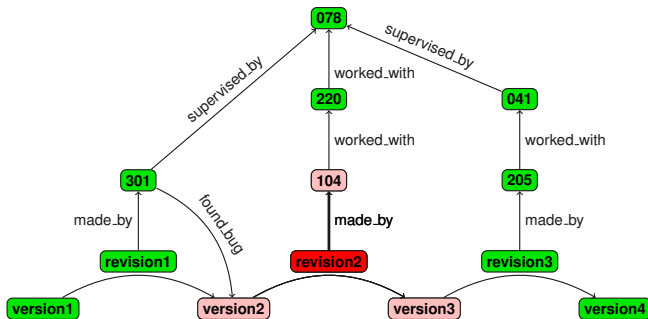 078
supervised_by
worked_with
supervised_by
220
041
worked_with
worked_with
301
104
205
made_by
found_bug
made_by
made_by
revision1
revision2
revision3
version1
version2
version3
version4